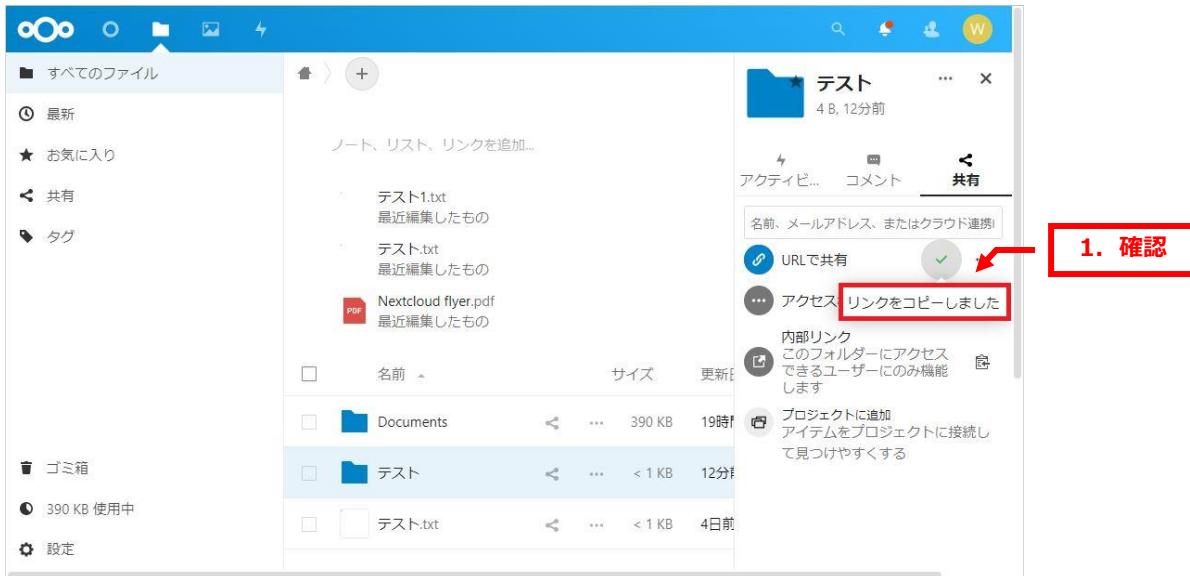 W
すべてのファイル
最新
お気に入り
共有
タグ
ゴミ箱
390 KB 使用中
設定
+
ノート、リスト、リンクを追加...
テスト1.txt
最近編集したもの
テスト.txt
最近編集したもの
PDF
Nextcloud flyer.pdf
最近編集したもの
名前
サイズ
更新
Documents
390 KB
19時
テスト
< 1 KB
12分
テスト.txt
< 1 KB
4日前
テスト
4 B, 12分前
アクティビ...
コメント
共有
名前、メールアドレス、またはクラウド連携
URLで共有
アクセス
リンクをコピーしました
内部リンク
このフォルダーにアクセス
できるユーザーにのみ機能
します
プロジェクトに追加
アイテムをプロジェクトに接続し
て見つけやすくする
1. 確認